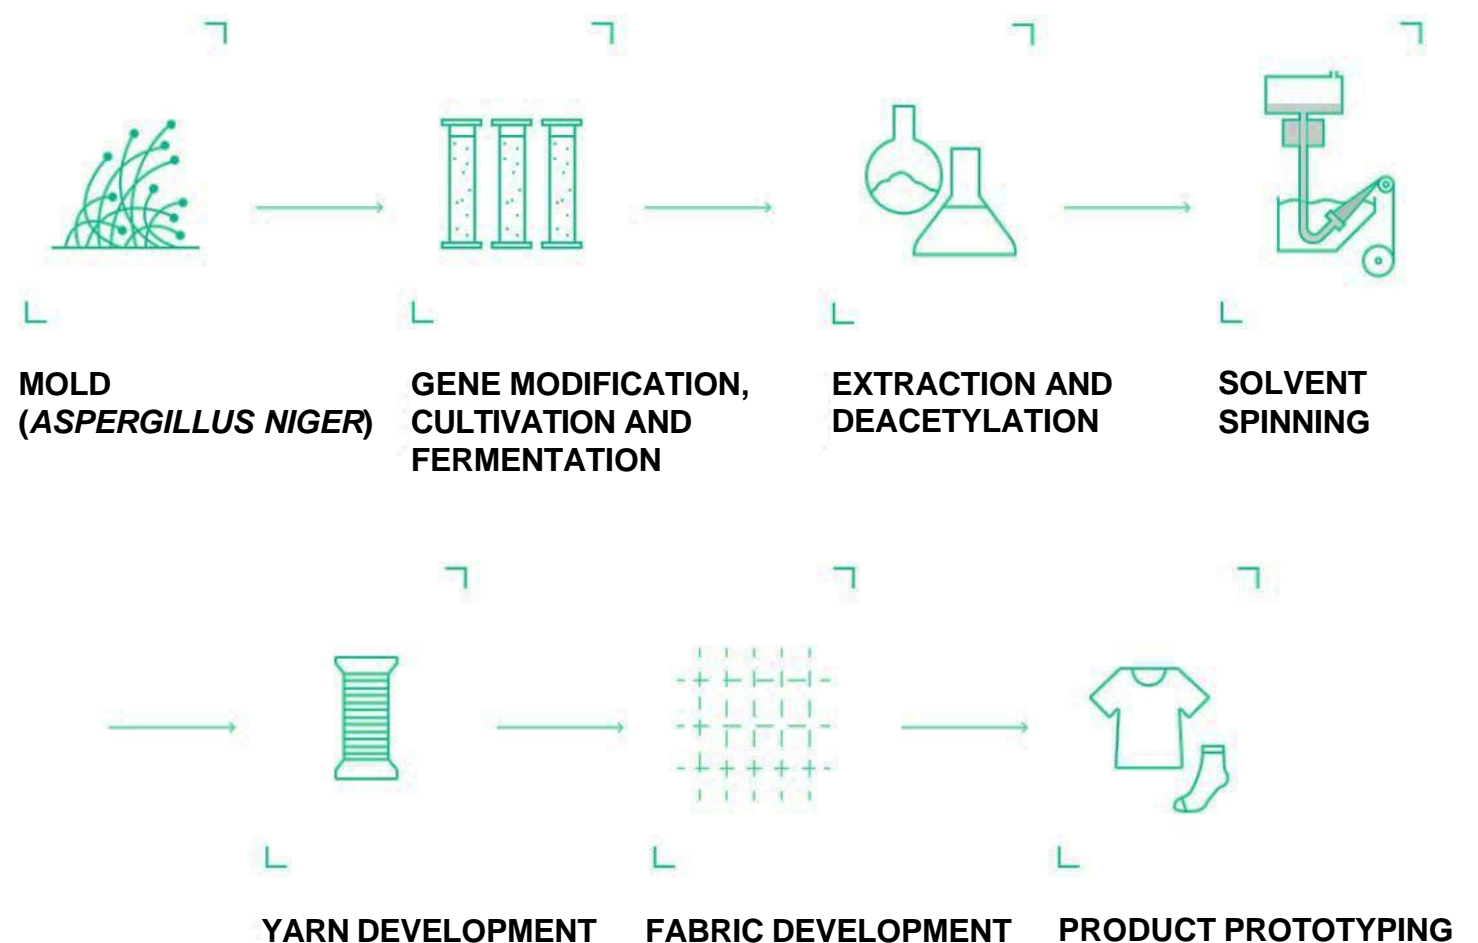 MOLD
(ASPERGILLUS NIGER)
GENE MODIFICATION,
CULTIVATION AND
FERMENTATION
EXTRACTION AND
DEACETYLATION
SOLVENT
SPINNING
YARN DEVELOPMENT
FABRIC DEVELOPMENT
PRODUCT PROTOTYPING